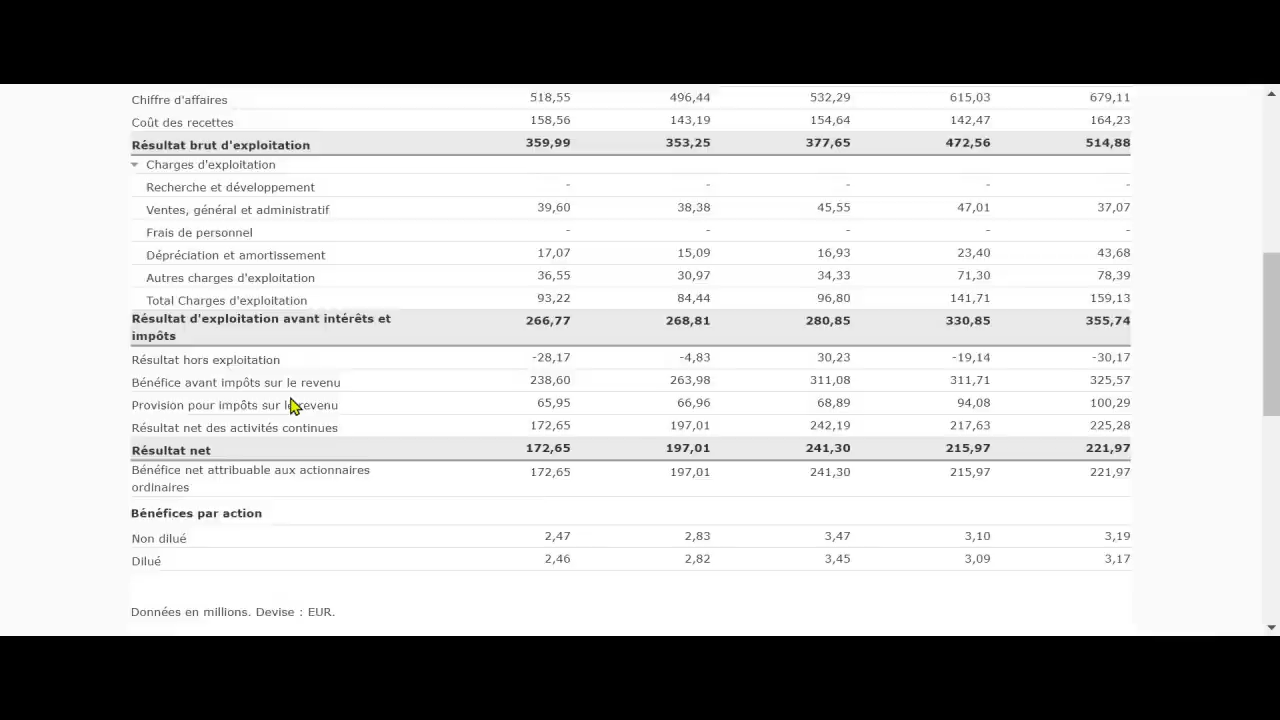 Chiffre d'affaires 518,55 496,44 532,29 615,03 679,11
Coût des recettes 158,56 143,19 154,64 142,47 164,23
Résultat brut d'exploitation 359,99 353,25 377,65 472,56 514,88
Charges d'exploitation
Recherche et développement - - - - -
Ventes, général et administratif 39,60 38,38 45,55 47,01 37,07
Frais de personnel - - - - -
Dépréciation et amortissement 17,07 15,09 16,93 23,40 43,68
Autres charges d'exploitation 36,55 30,97 34,33 71,30 78,39
Total Charges d'exploitation 93,22 84,44 96,80 141,71 159,13
Résultat d'exploitation avant intérêts et
impôts 266,77 268,81 280,85 330,85 355,74
Résultat hors exploitation -28,17 -4,83 30,23 -19,14 -30,17
Bénéfice avant impôts sur le revenu 238,60 263,98 311,08 311,71 325,57
Provision pour impôts sur le revenu 65,95 66,96 68,89 94,08 100,29
Résultat net des activités continues 172,65 197,01 242,19 217,63 225,28
Résultat net 172,65 197,01 241,30 215,97 221,97
Bénéfice net attribuable aux actionnaires 172,65 197,01 241,30 215,97 221,97
ordinaires
Bénéfices par action
Non dilué 2,47 2,83 3,47 3,10 3,19
Dilué 2,46 2,82 3,45 3,09 3,17
Données en millions. Devise : EUR.